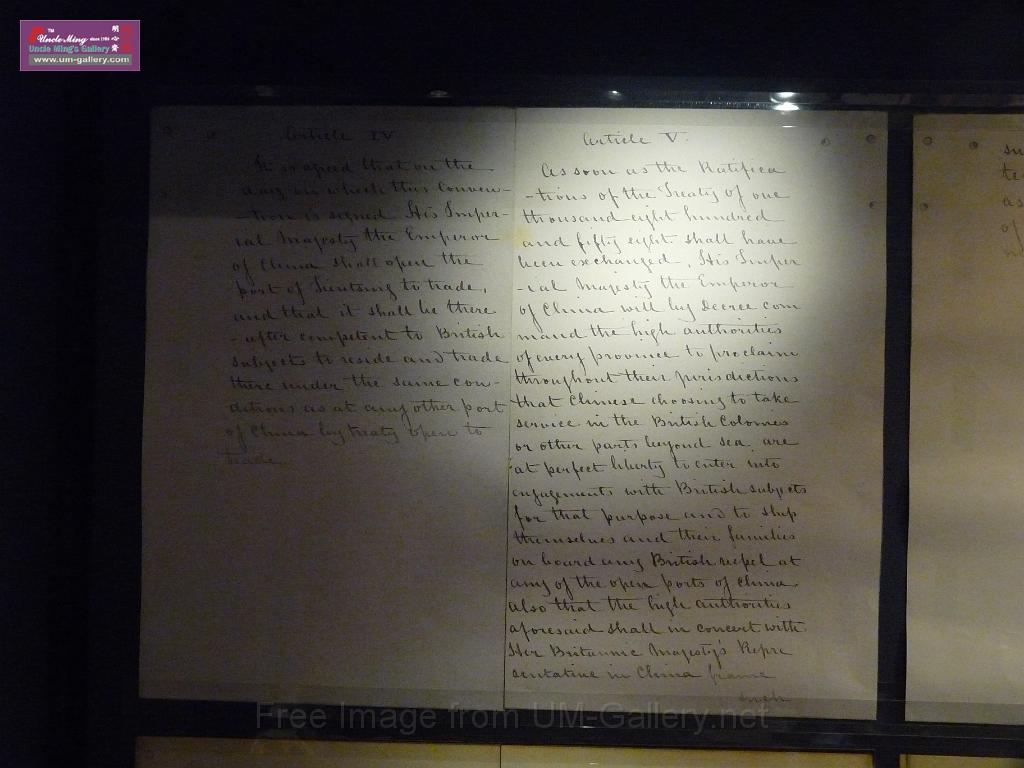 Uncle Ming since 1986
Uncle Ming's Gallery
www.um-gallery.com
Article IV
It is agreed that on the
day on which this Conven-
-tion is signed His Imper-
ial Majesty the Emperor
of China shall open the
port of Tientsing to trade,
and that it shall be there
-after competent to British
subjects to reside and trade
there under the same con-
ditions as at any other port
of China by treaty open to
trade
Article V.
As soon as the Ratifica
-tions of the Treaty of one
thousand eight hundred
and fifty eight shall have
been exchanged, His Imper
-ial Majesty the Emperor
of China will by Decree com
mand the high authorities
of every province to proclaim
throughout their jurisdictions
that Chinese choosing to take
service in the British Colonies
or other parts beyond sea are
at perfect liberty to enter into
engagements with British subjects
for that purpose and to ship
themselves and their families
on board any British vessel at
any of the open ports of China
also that the high authorities
aforesaid shall in concert with
Her Britannic Majesty's Repre
sentative in China frame
such
su
te
as
of
Free Image from UM-Gallery.net